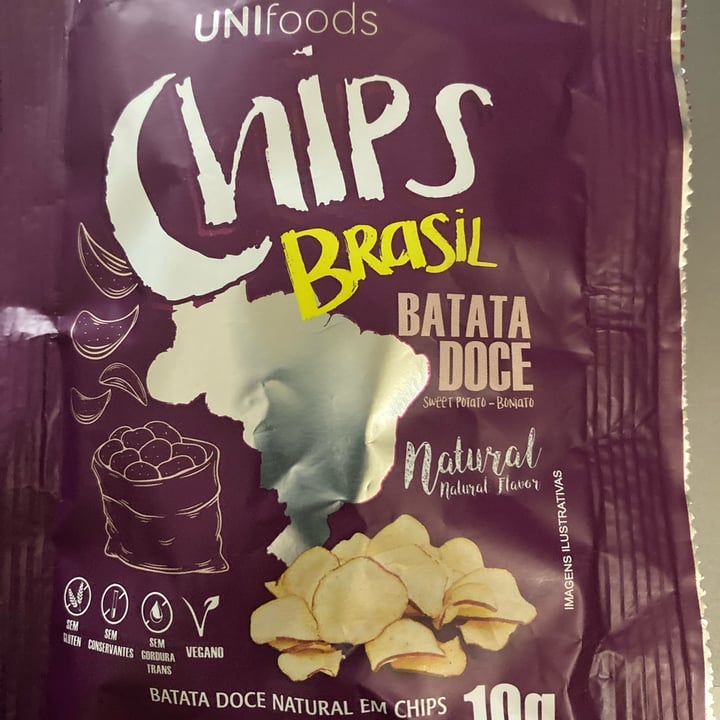 UNIfoods
CHIPS
BRASIL
BATATA
DOCE
SWEET POTATO - BONIATO
Natural
Natural Flavor
IMAGENS ILUSTRATIVAS
SEM
GLÚTEN
SEM
CONSERVANTES
SEM
GORDURA
TRANS
VEGANO
BATATA DOCE NATURAL EM CHIPS
10g